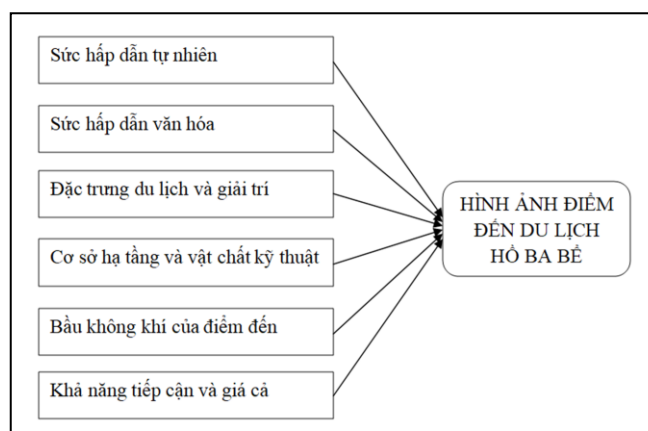 Sức hấp dẫn tự nhiên
Sức hấp dẫn văn hóa
Đặc trưng du lịch và giải trí
Cơ sở hạ tầng và vật chất kỹ thuật
Bầu không khí của điểm đến
Khả năng tiếp cận và giá cả
HÌNH ẢNH ĐIỂM
ĐẾN DU LỊCH
HỒ BA BỂ